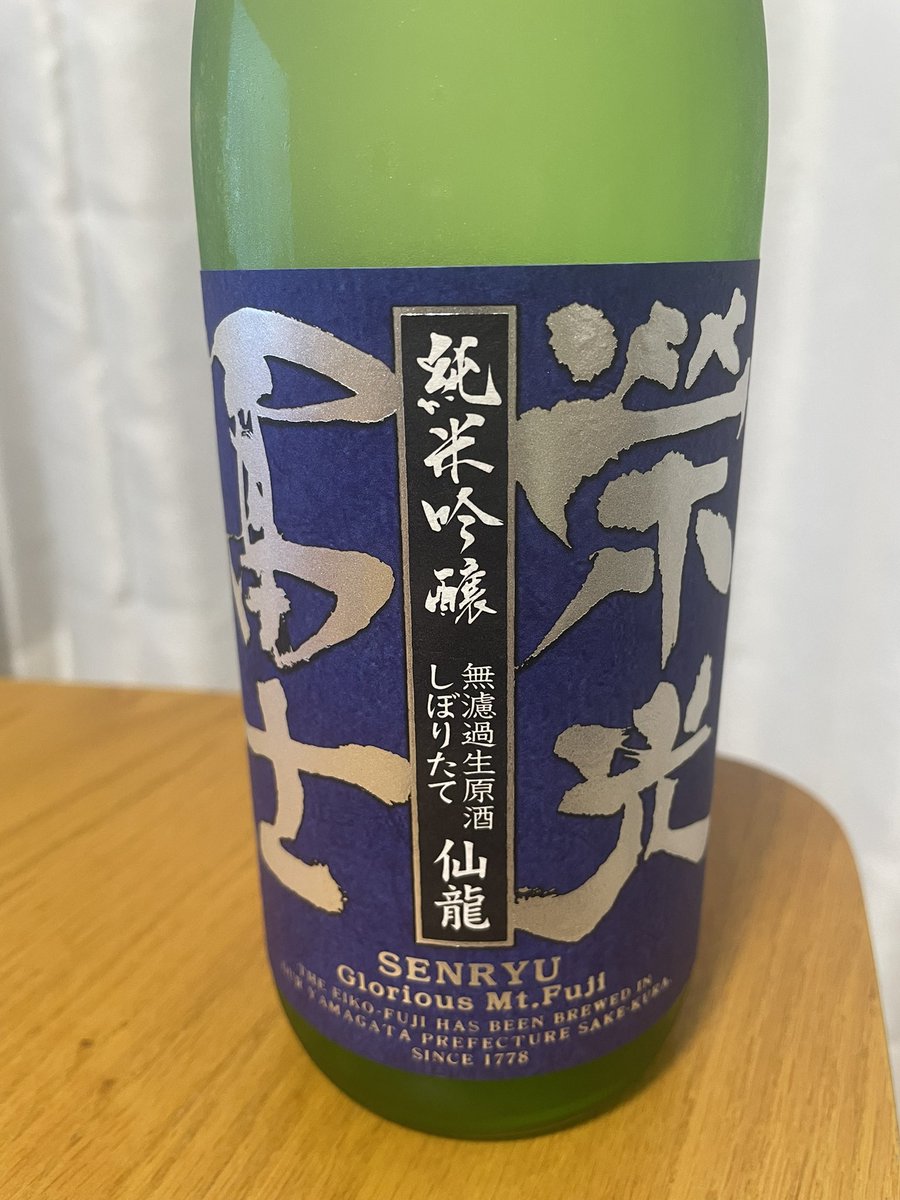 栄光
冨士
純米吟醸
無濾過生原酒
しぼりたて
仙龍
SENRYU
Glorious Mt.Fuji
THE EIKO-FUJI HAS BEEN BREWED IN
OUR YAMAGATA PREFECTURE SAKE-KURA.
SINCE 1778